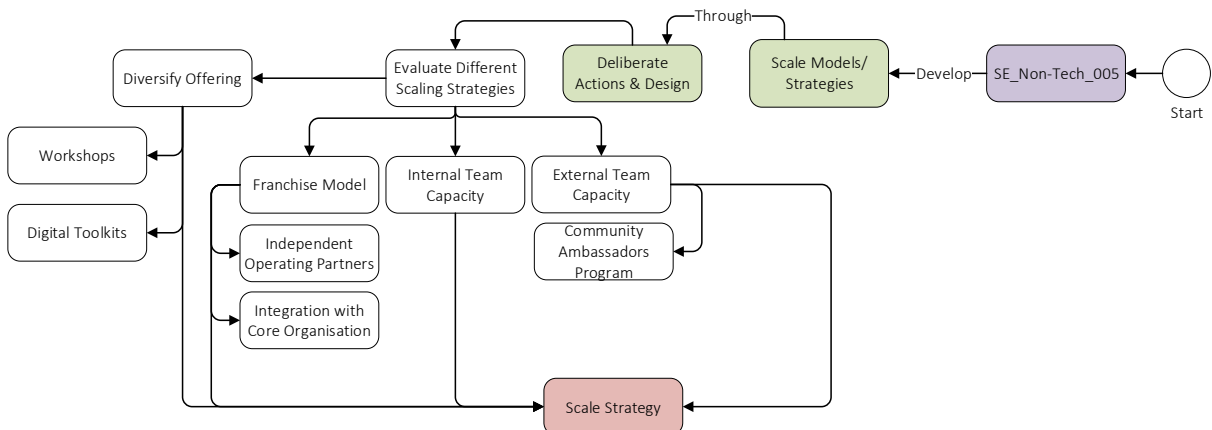 Through
Diversify Offering
Evaluate Different
Scaling Strategies
Deliberate
Actions & Design
Scale Models/
Strategies
Develop
SE_Non-Tech_005
Start
Workshops
Digital Toolkits
Franchise Model
Internal Team
Capacity
External Team
Capacity
Independent
Operating Partners
Community
Ambassadors
Program
Integration with
Core Organisation
Scale Strategy